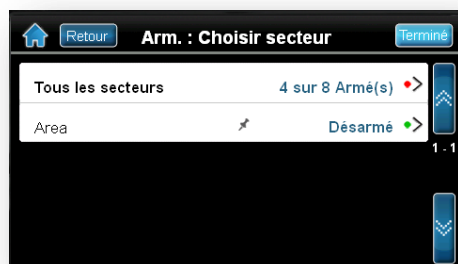 Retour Arm. : Choisir secteur Terminé
Tous les secteurs 4 sur 8 Armé(s)
Area Désarmé
1 - 1